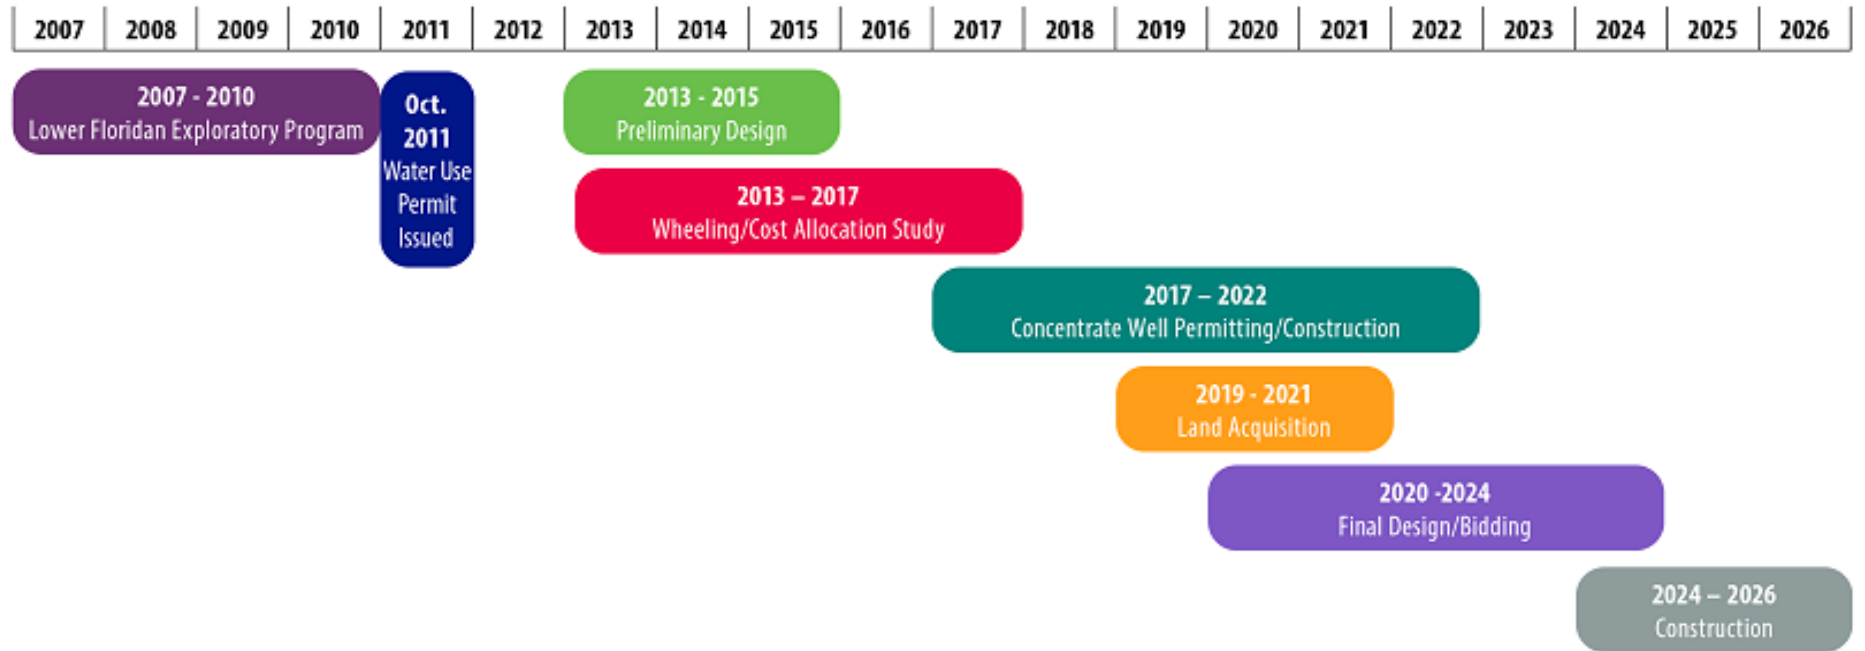 2007 2008 2009 2010 2011 2012 2013 2014 2015 2016 2017 2018 2019 2020 2021 2022 2023 2024 2025 2026
2007 - 2010
Lower Floridan Exploratory Program
Oct.
2011
Water Use
Permit
Issued
2013 - 2015
Preliminary Design
2013 – 2017
Wheeling/Cost Allocation Study
2017 – 2022
Concentrate Well Permitting/Construction
2019 - 2021
Land Acquisition
2020 -2024
Final Design/Bidding
2024 – 2026
Construction